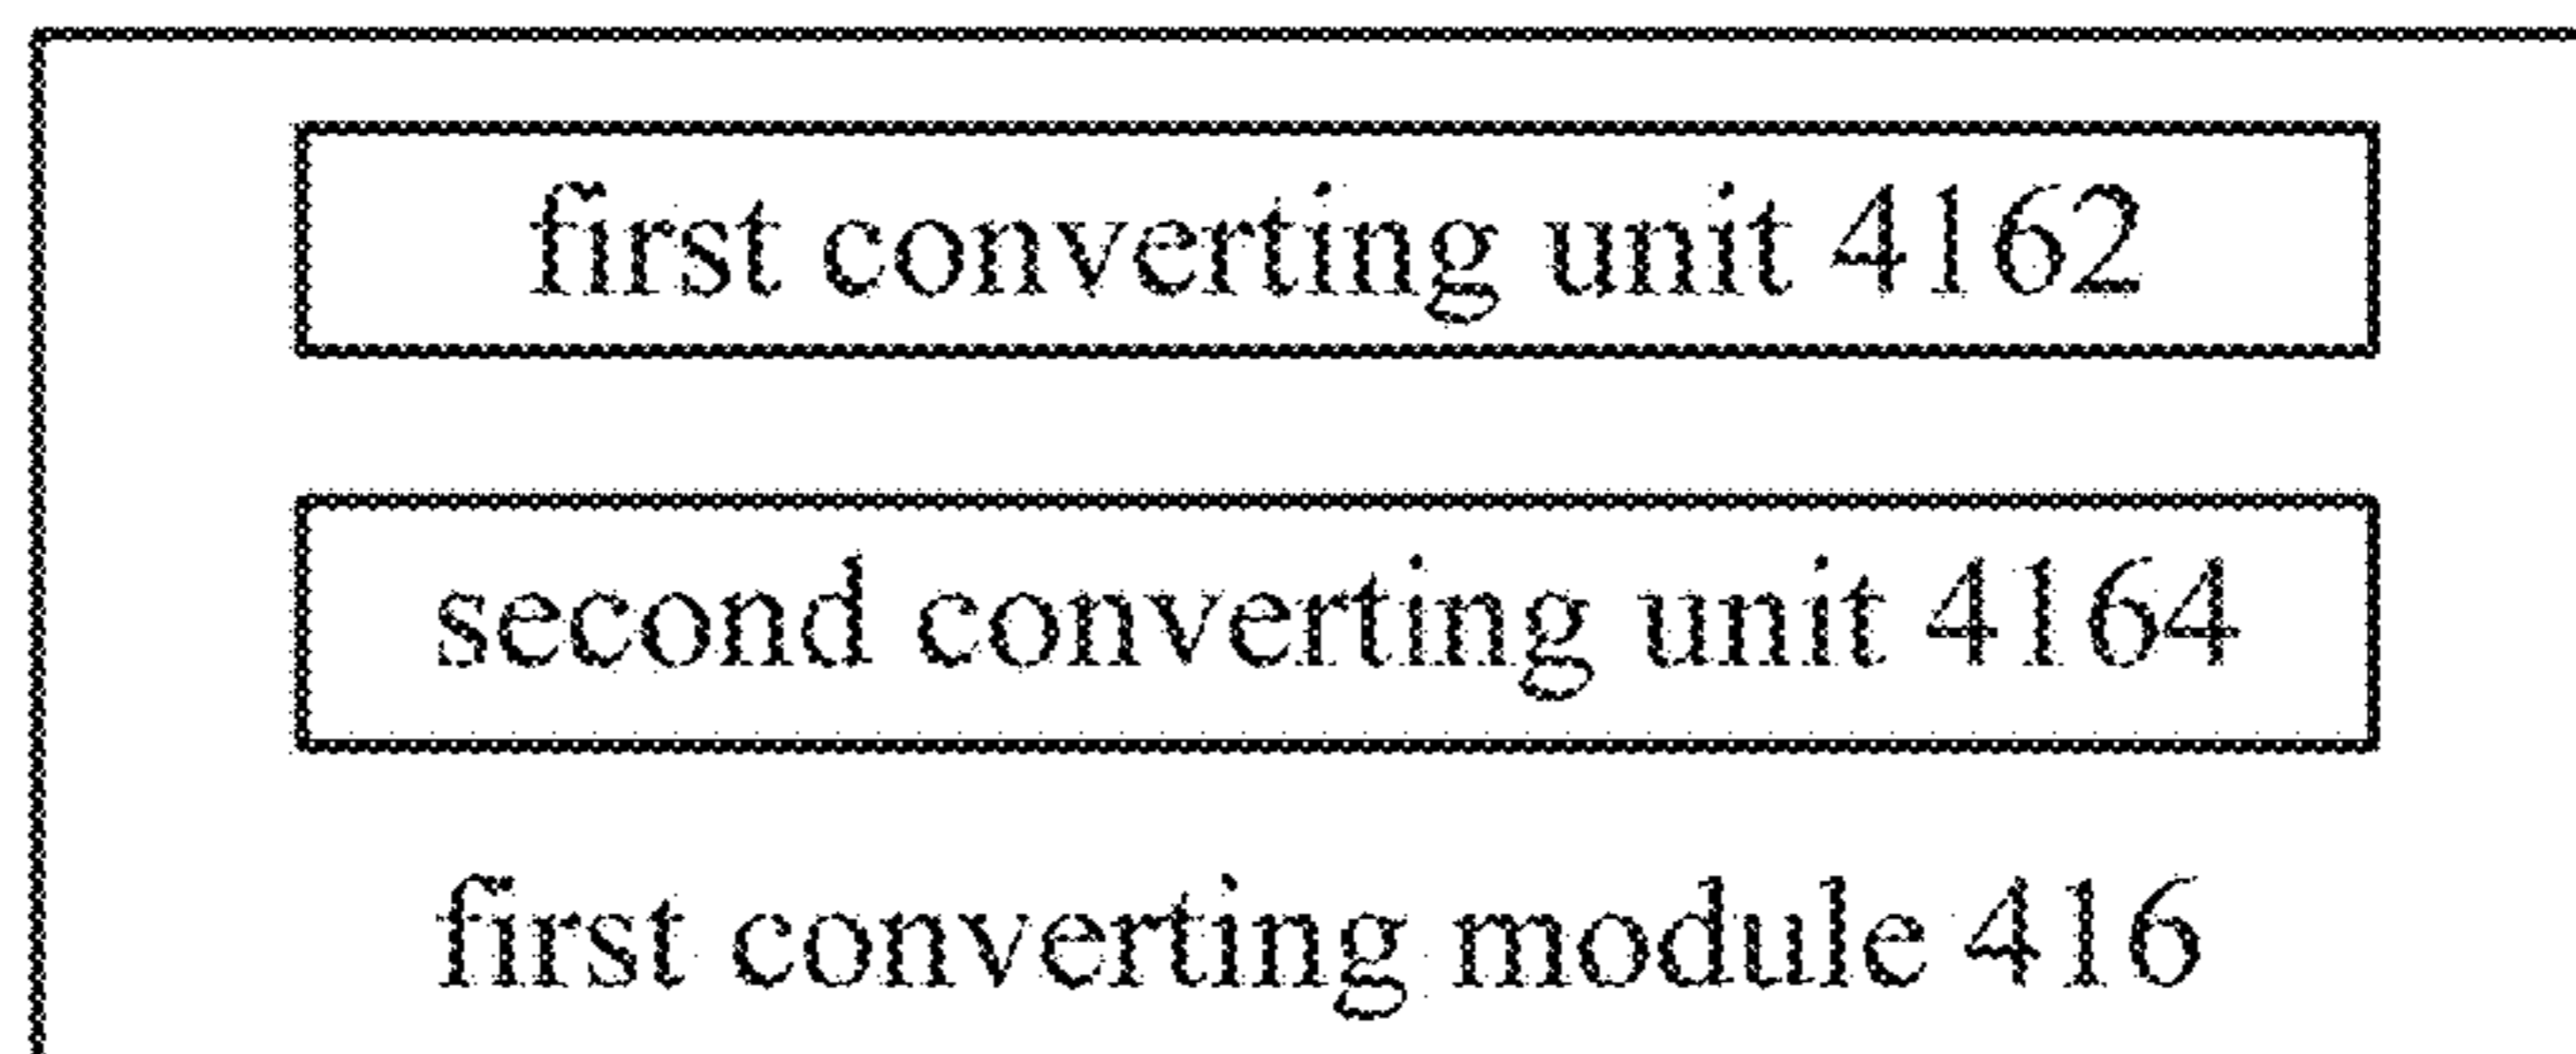 first converting unit 4162
second converting unit 4164
first converting module 416